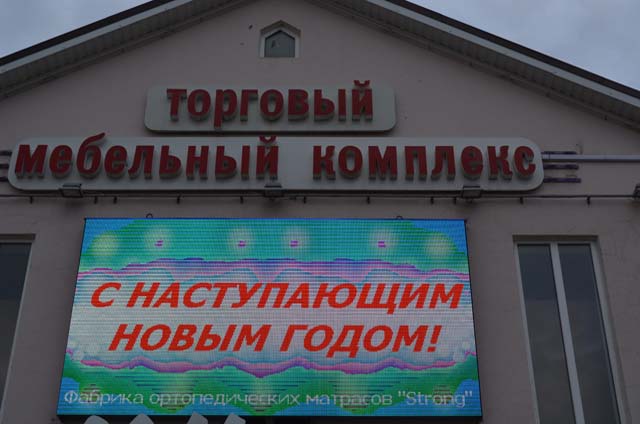 торговый
мебельный комплекс
С НАСТУПАЮЩИМ
НОВЫМ ГОДОМ!
Фабрика ортопедических матрасов "Strong"